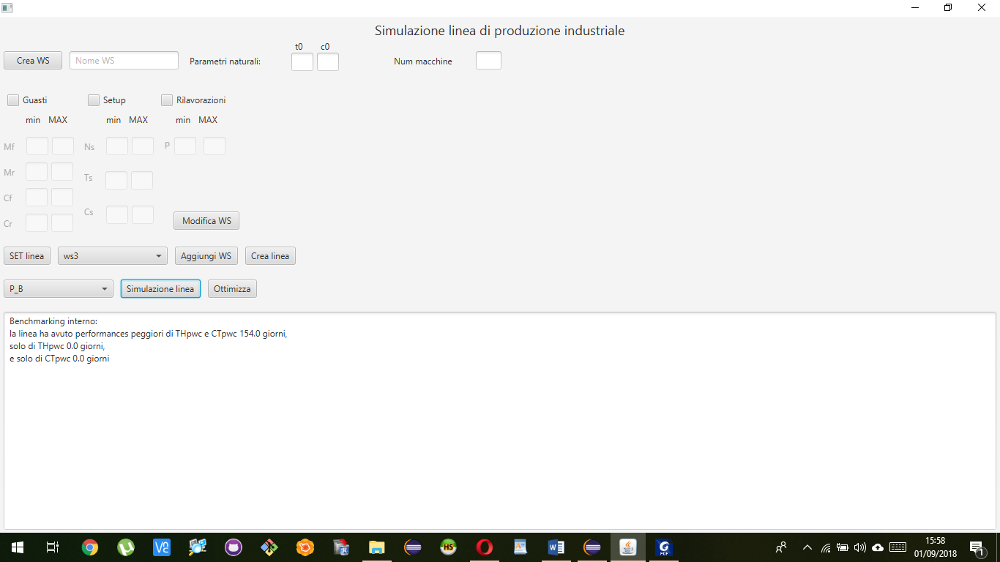 Simulazione linea di produzione industriale
t0 c0
Crea WS Nome WS Parametri naturali: Num macchine
Guasti Setup Rilavorazioni
min MAX min MAX min MAX
Mf Ns p
Mr Ts
Cf
Cs
Cr Modifica WS
SET linea ws3 Aggiungi WS Crea linea
P_B Simulazione linea Ottimizza
Benchmarking interno:
la linea ha avuto performances peggiori di THpwc e CTpwc 154.0 giorni,
solo di THpwc 0.0 giorni,
e solo di CTpwc 0.0 giorni
HS
W
PDF
15:58
01/09/2018
1